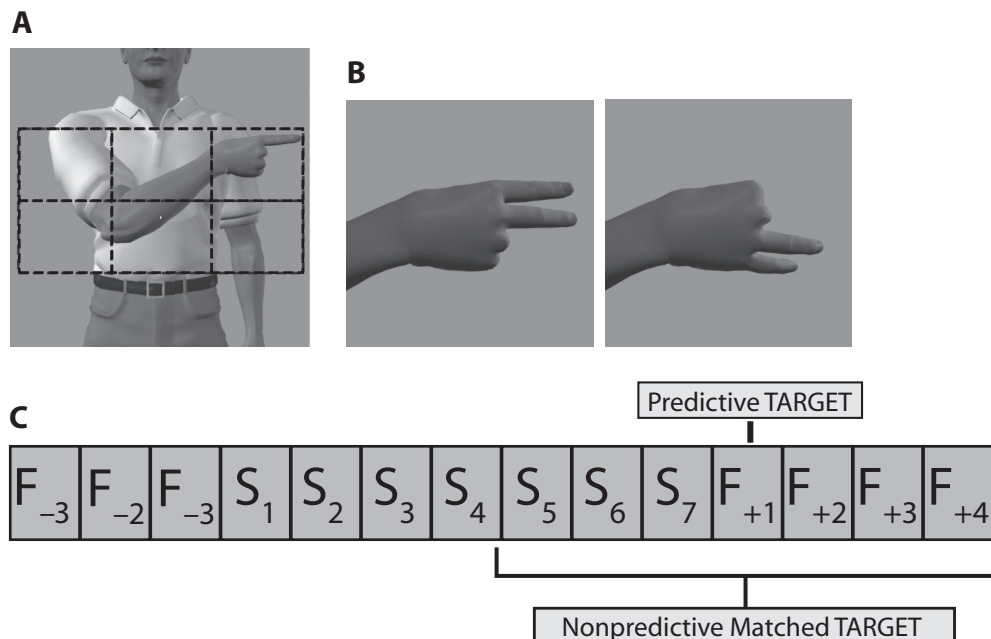 A
B
C
Predictive TARGET
F−3 F−2 F−3 S1 S2 S3 S4 S5 S6 S7 F+1 F+2 F+3 F+4
Nonpredictive Matched TARGET